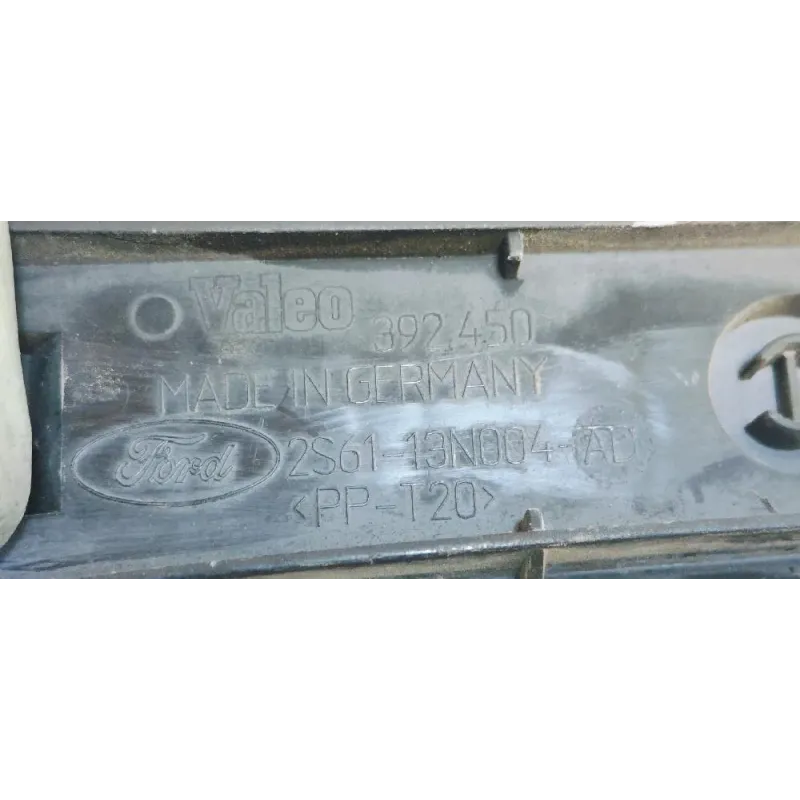 Valeo 392.450
MADE IN GERMANY
Ford 2S61-13N004-AD
<PP-T20>